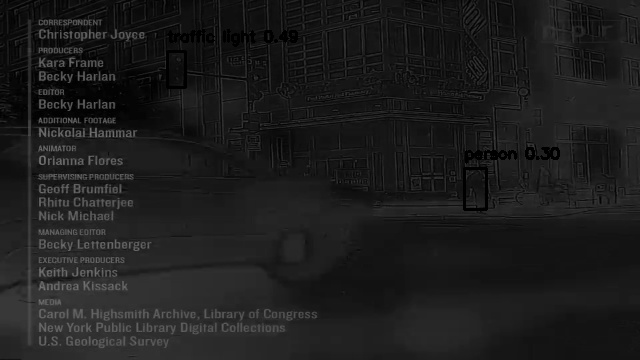 CORRESPONDENT
Christopher Joyce
PRODUCERS
Kara Frame
Becky Harlan
EDITOR
Becky Harlan
ADDITIONAL FOOTAGE
Nickolai Hammar
ANIMATOR
Orianna Flores
SUPERVISING PRODUCERS
Geoff Brumfiel
Rhitu Chatterjee
Nick Michael
MANAGING EDITOR
Becky Lettenberger
EXECUTIVE PRODUCERS
Keith Jenkins
Andrea Kissack
MEDIA
Carol M. Highsmith Archive, Library of Congress
New York Public Library Digital Collections
U.S. Geological Survey
traffic light 0.49
person 0.30